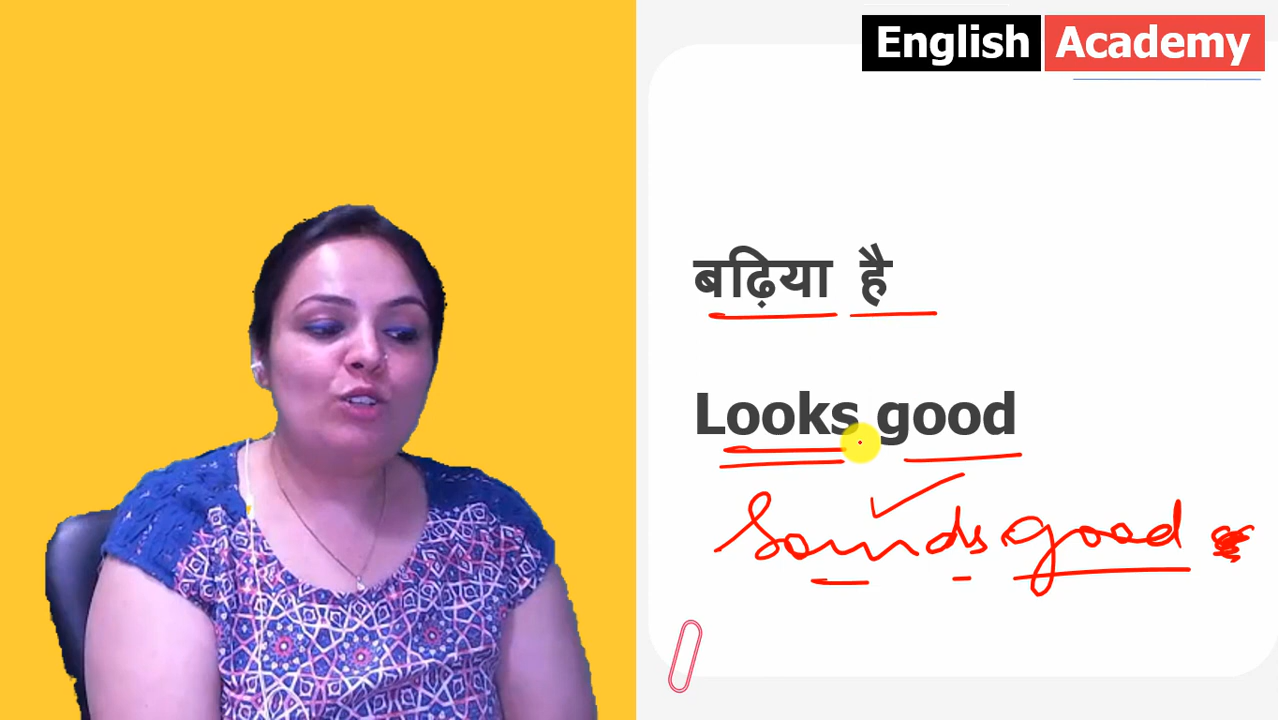 English Academy
बढ़िया है
Looks good
Sounds good